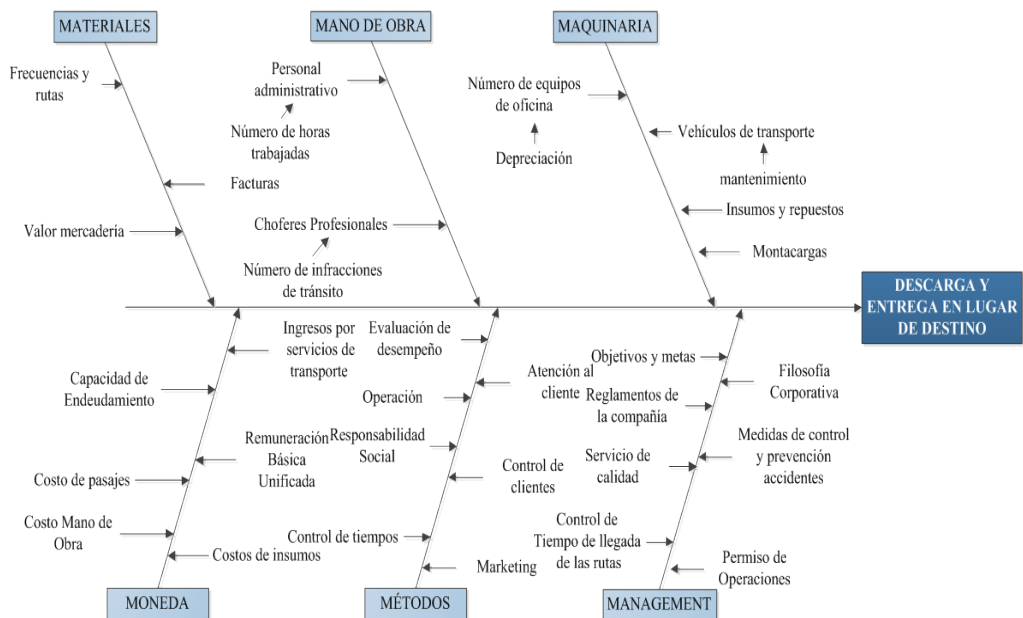 MATERIALES
MANO DE OBRA
MAQUINARIA
Frecuencias y
rutas
Facturas
Valor mercadería
Personal
administrativo
Número de horas
trabajadas
Choferes Profesionales
Número de infracciones
de tránsito
Número de equipos
de oficina
Depreciación
Vehículos de transporte
mantenimiento
Insumos y repuestos
Montacargas
DESCARGA Y
ENTREGA EN LUGAR
DE DESTINO
Ingresos por
servicios de
transporte
Capacidad de
Endeudamiento
Remuneración
Básica
Unificada
Costo de pasajes
Costo Mano de
Obra
Costos de insumos
Evaluación de
desempeño
Atención al
cliente
Operación
Responsabilidad
Social
Control de
clientes
Control de tiempos
Marketing
Objetivos y metas
Filosofía
Corporativa
Reglamentos de
la compañía
Medidas de control
y prevención
accidentes
Servicio de
calidad
Control de
Tiempo de llegada
de las rutas
Permiso de
Operaciones
MONEDA
MÉTODOS
MANAGEMENT